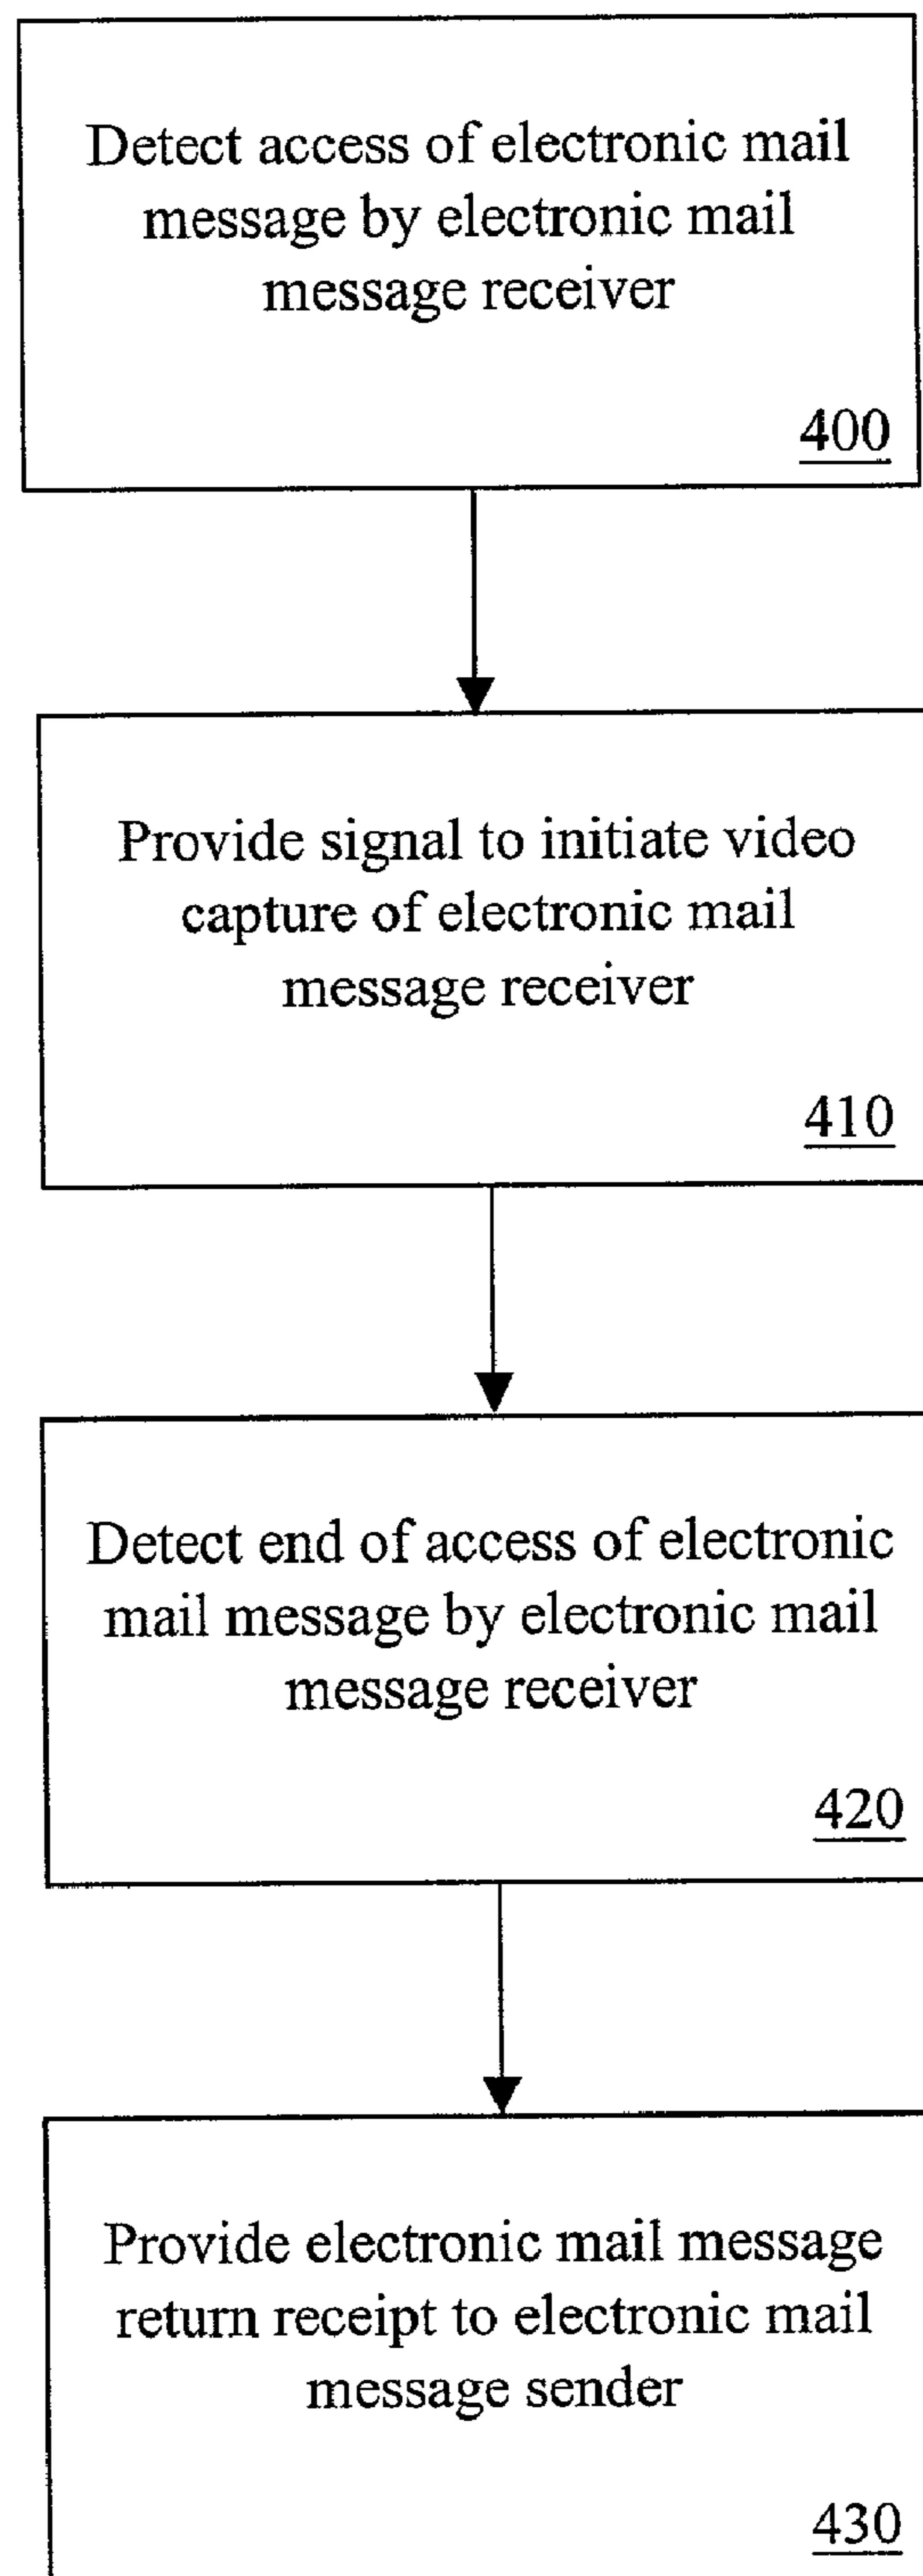 Detect access of electronic mail
message by electronic mail
message receiver
400
Provide signal to initiate video
capture of electronic mail
message receiver
410
Detect end of access of electronic
mail message by electronic mail
message receiver
420
Provide electronic mail message
return receipt to electronic mail
message sender
430